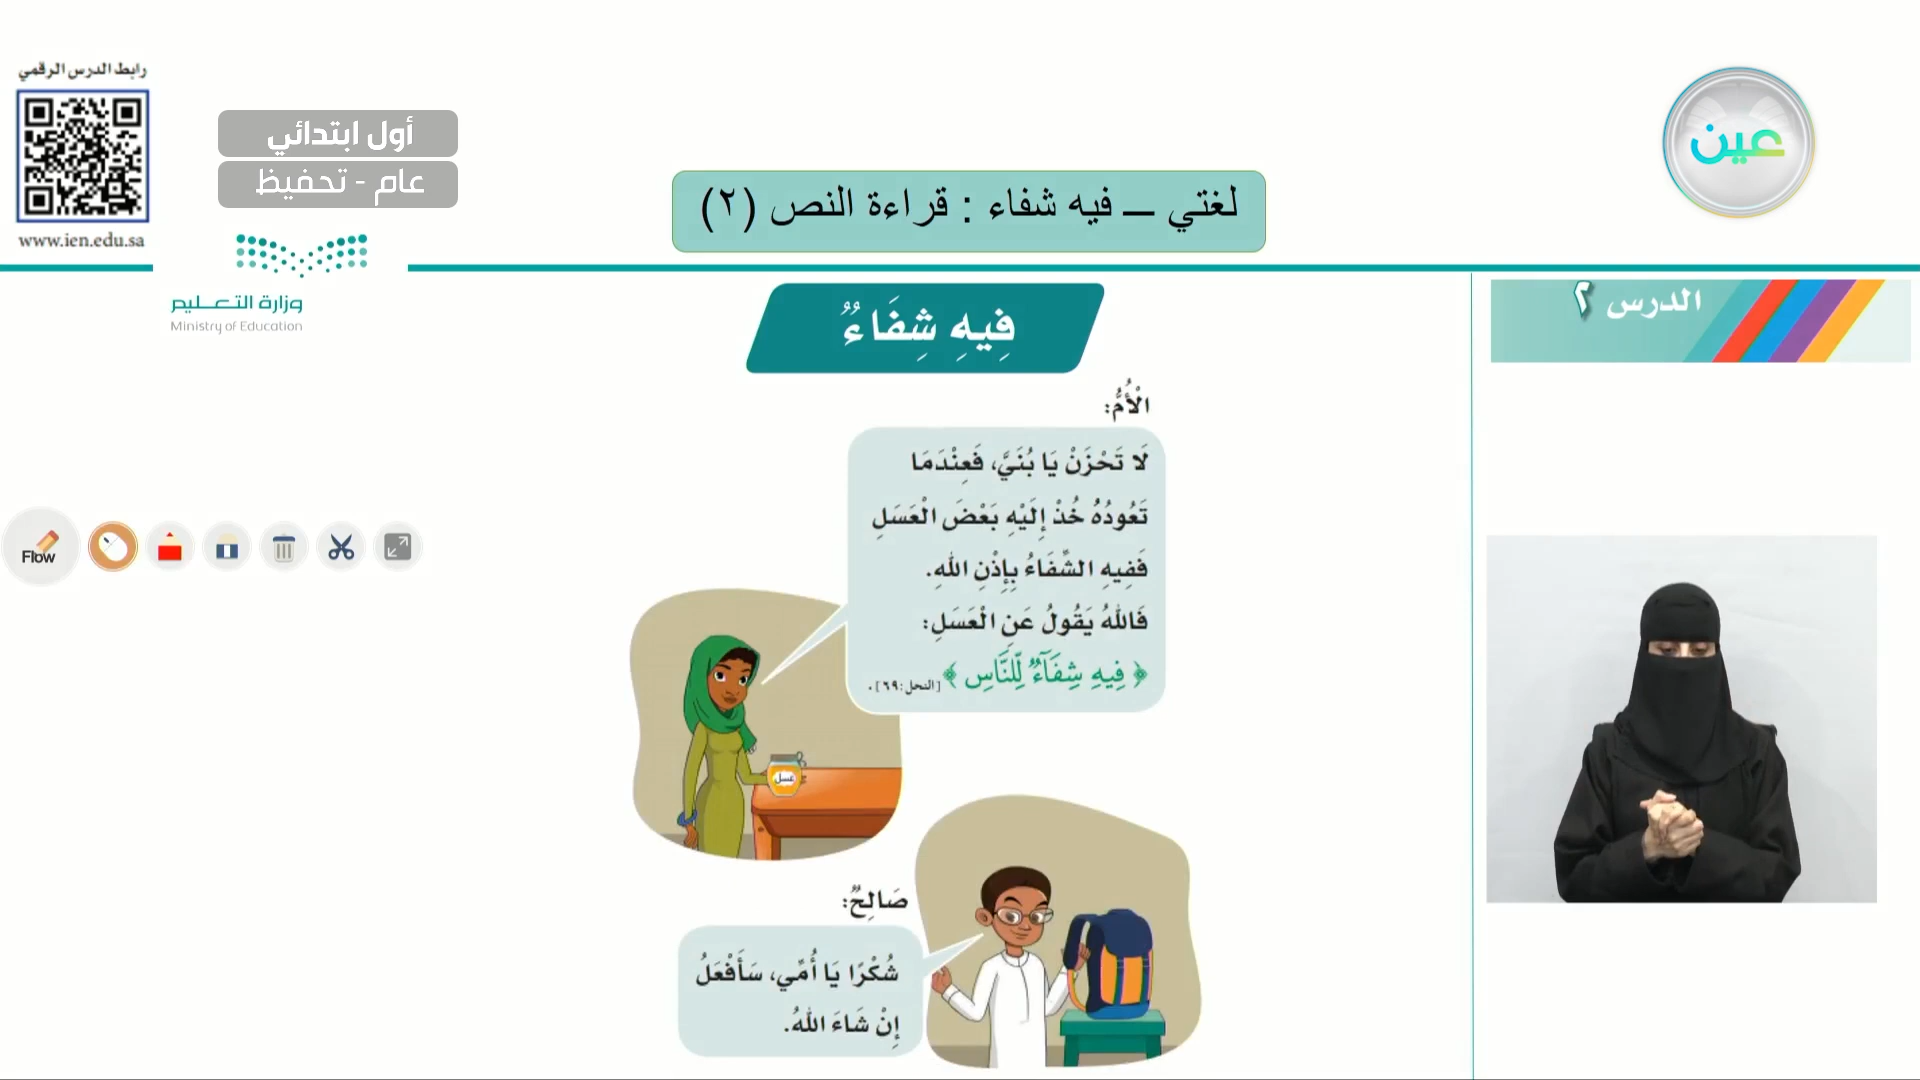 رابط الدرس الرقمي
www.ien.edu.sa
أول ابتدائي
عام - تحفيظ
وزارة التعليم
Ministry of Education
لغتي ــ فيه شفاء : قراءة النص (٢)
عين
الدرس ٢
فِيهِ شِفَاءٌ
الْأُمُّ:
لَا تَحْزَنْ يَا بُنَيَّ، فَعِنْدَمَا
تَعُودُهُ خُذْ إِلَيْهِ بَعْضَ الْعَسَلِ
فَفِيهِ الشِّفَاءُ بِإِذْنِ اللهِ.
فَاللهُ يَقُولُ عَنِ الْعَسَلِ:
﴿ فِيهِ شِفَآءٌ لِّلنَّاسِ ﴾ [النحل:٦٩].
عسل
صَالِحٌ:
شُكْرًا يَا أُمِّي، سَأَفْعَلُ
إِنْ شَاءَ اللهُ.
Flow